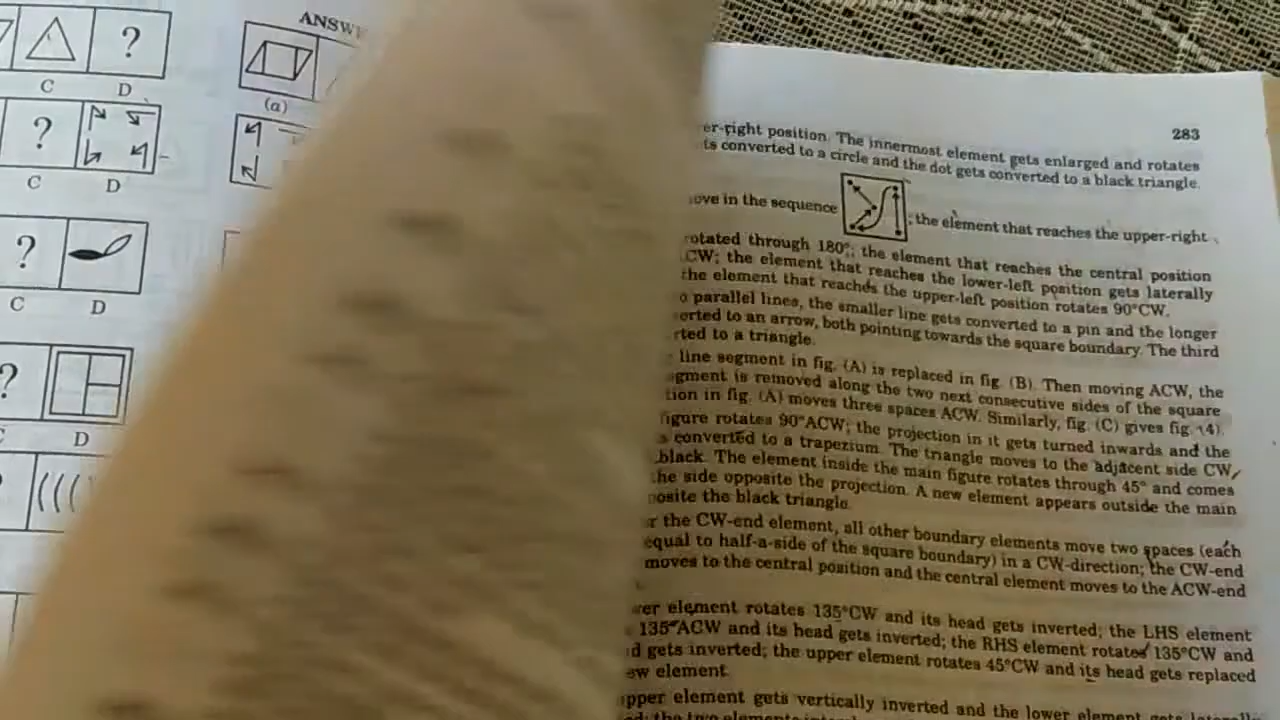 ?
C D
?
C D
?
C D
?
D
ANSW
(a)
283
er-right position. The innermost element gets enlarged and rotates
ts converted to a circle and the dot gets converted to a black triangle.
ove in the sequence ; the element that reaches the upper-right
rotated through 180°; the element that reaches the central position
CW; the element that reaches the lower-left position gets laterally
the element that reaches the upper-left position rotates 90°CW.
o parallel lines, the smaller line gets converted to a pin and the longer
erted to an arrow, both pointing towards the square boundary. The third
rted to a triangle.
line segment in fig. (A) is replaced in fig. (B). Then moving ACW, the
gment is removed along the two next consecutive sides of the square
tion in fig. (A) moves three spaces ACW. Similarly, fig. (C) gives fig. (4).
figure rotates 90°ACW; the projection in it gets turned inwards and the
s converted to a trapezium. The triangle moves to the adjacent side CW,
black. The element inside the main figure rotates through 45° and comes
he side opposite the projection. A new element appears outside the main
posite the black triangle.
r the CW-end element, all other boundary elements move two spaces (each
equal to half-a-side of the square boundary) in a CW-direction; the CW-end
moves to the central position and the central element moves to the ACW-end
wer element rotates 135°CW and its head gets inverted; the LHS element
135°ACW and its head gets inverted; the RHS element rotates 135°CW and
d gets inverted; the upper element rotates 45°CW and its head gets replaced
ew element.
pper element gets vertically inverted and the lower element gets